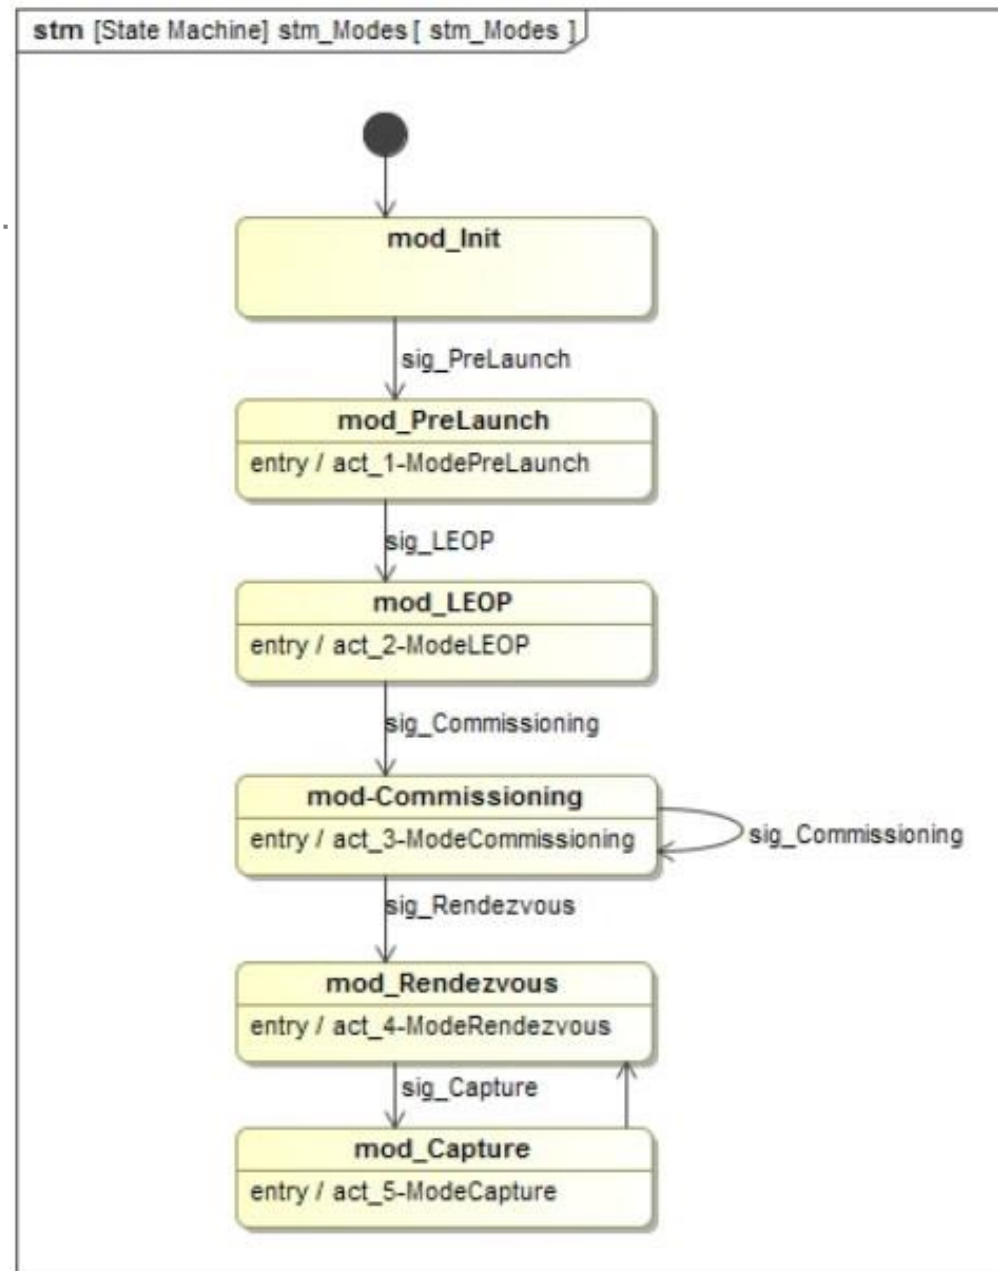 stm [State Machine] stm_Modes [ stm_Modes ]
mod_Init
sig_PreLaunch
mod_PreLaunch
entry / act_1-ModePreLaunch
sig_LEOP
mod_LEOP
entry / act_2-ModeLEOP
sig_Commissioning
mod-Commissioning
entry / act_3-ModeCommissioning
sig_Commissioning
sig_Rendezvous
mod_Rendezvous
entry / act_4-ModeRendezvous
sig_Capture
mod_Capture
entry / act_5-ModeCapture